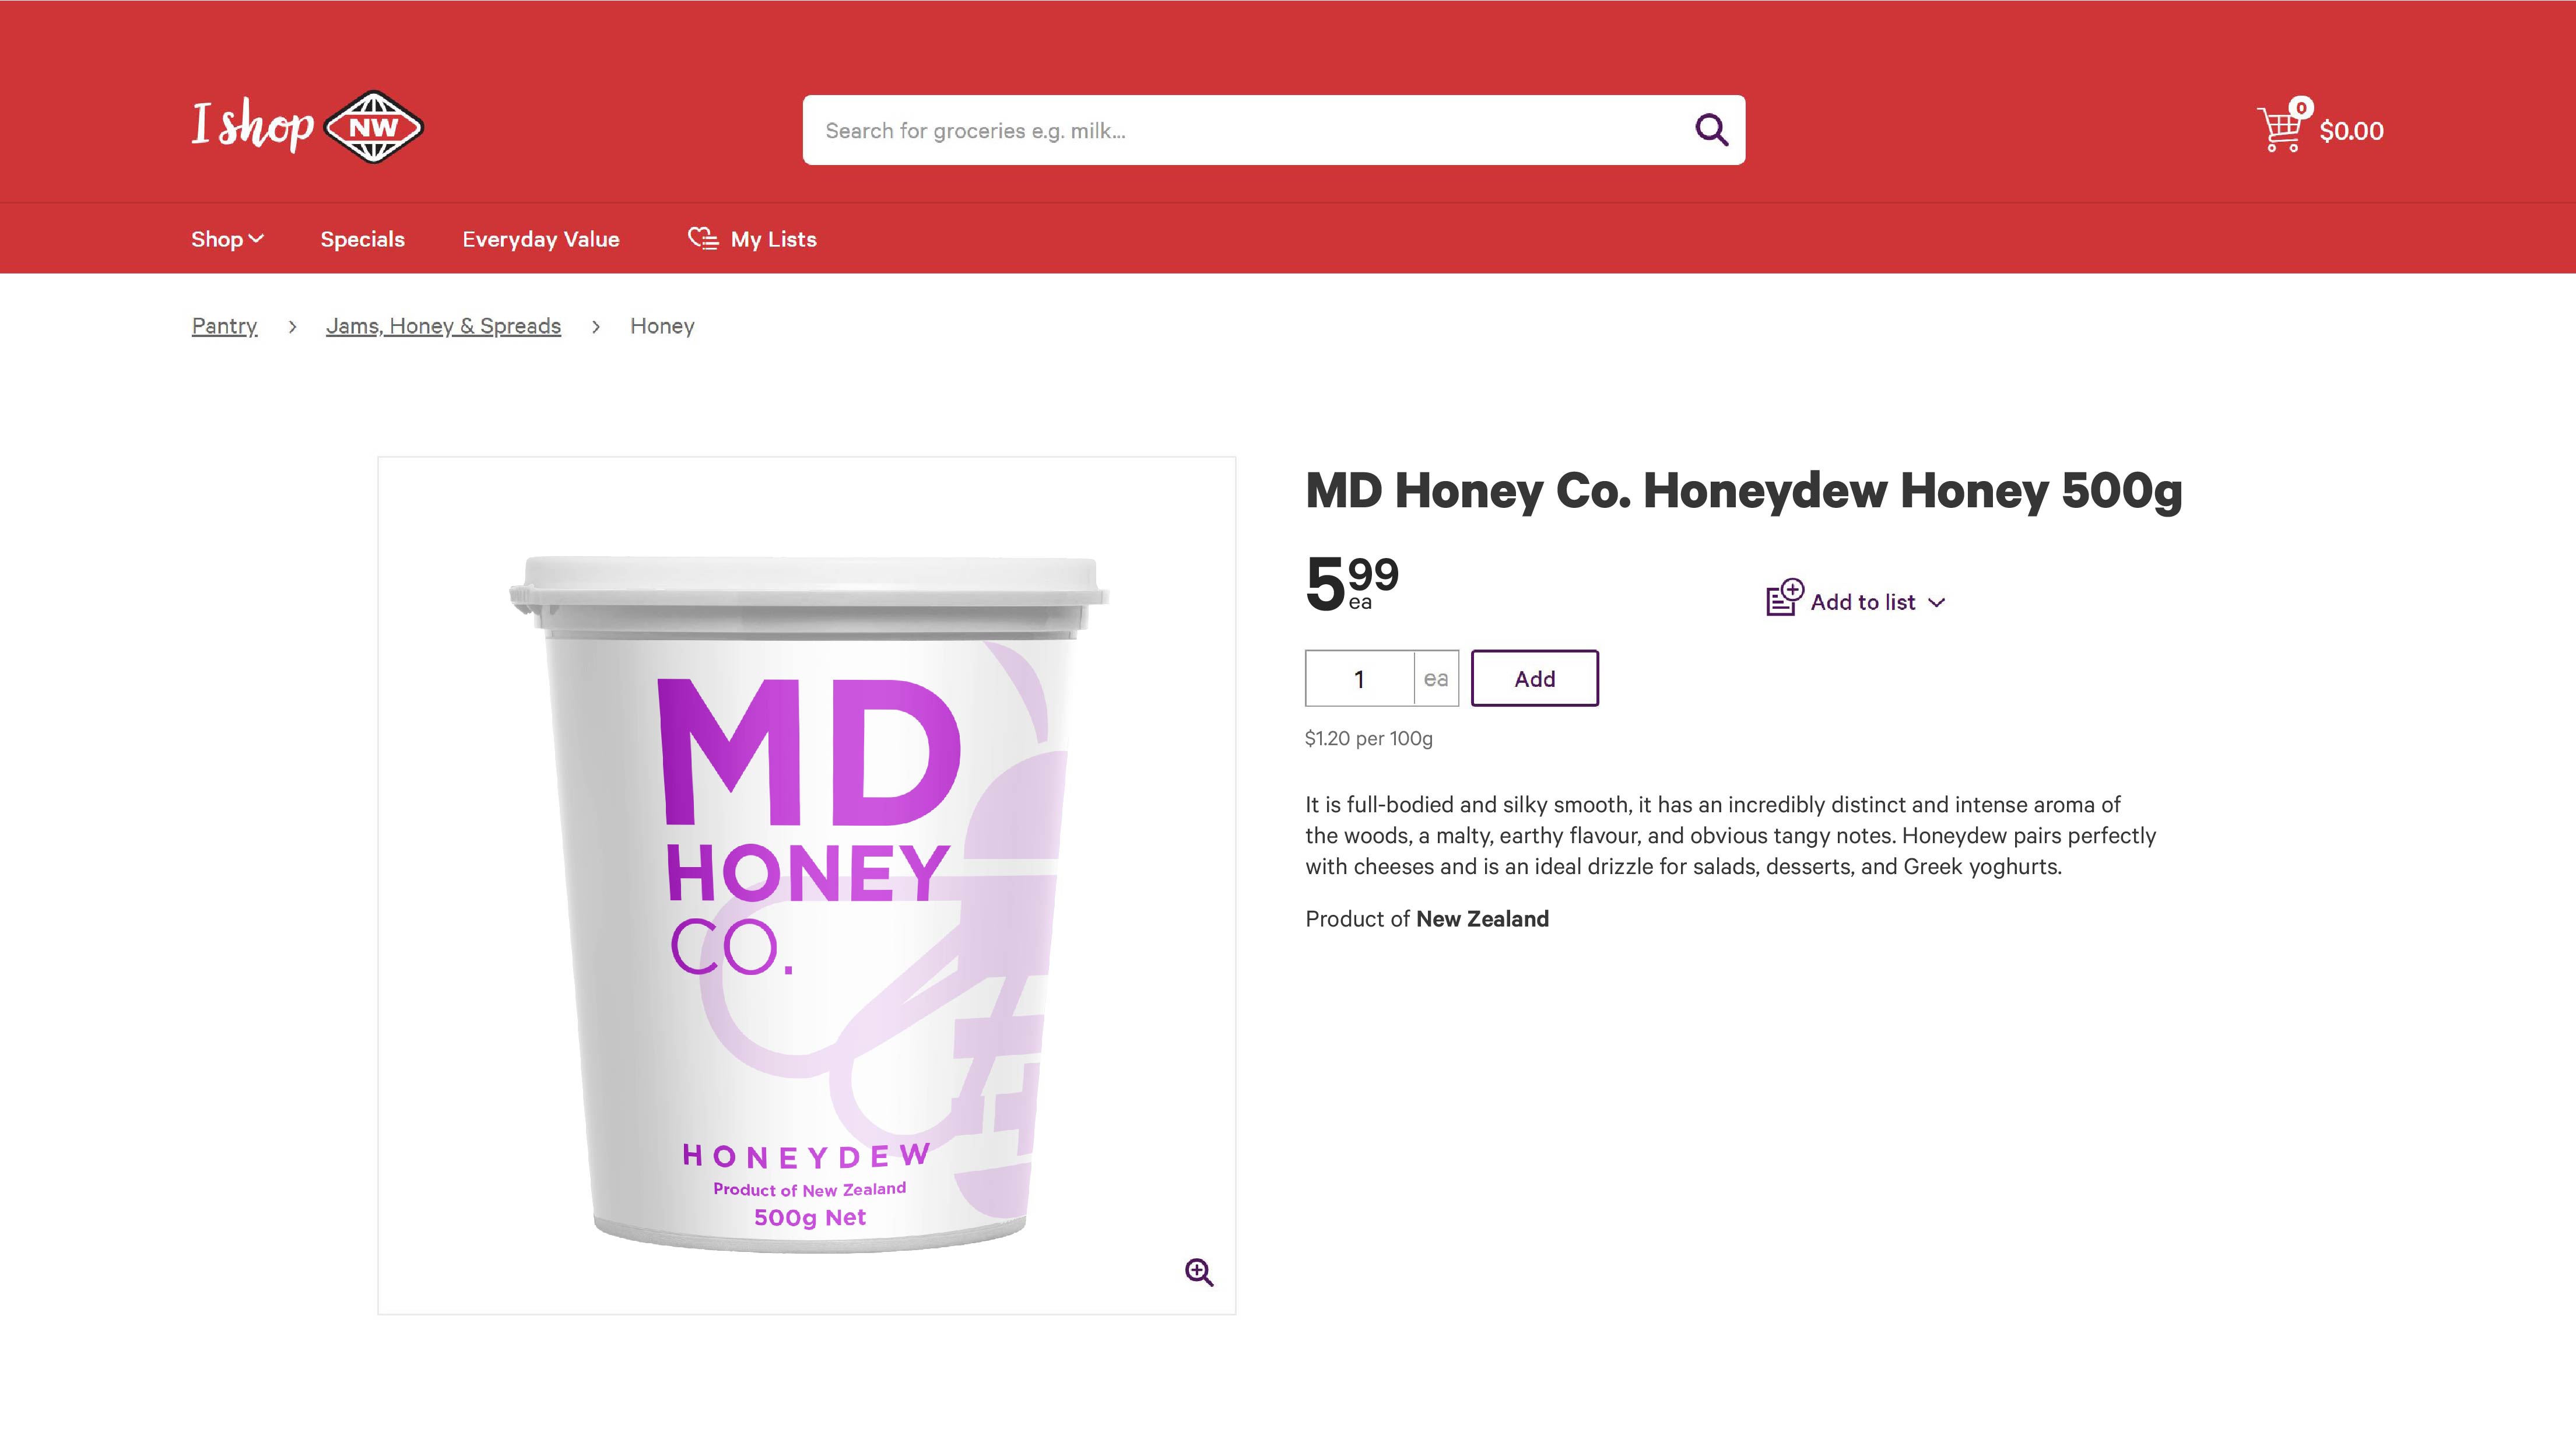 I shop NW
Search for groceries e.g. milk...
0
$0.00
Shop
Specials
Everyday Value
My Lists
Pantry > Jams, Honey & Spreads > Honey
MD Honey Co. Honeydew Honey 500g
5 99 ea
Add to list
1 ea Add
$1.20 per 100g
It is full-bodied and silky smooth, it has an incredibly distinct and intense aroma of
the woods, a malty, earthy flavour, and obvious tangy notes. Honeydew pairs perfectly
with cheeses and is an ideal drizzle for salads, desserts, and Greek yoghurts.
Product of New Zealand
MD
HONEY
CO.
HONEYDEW
Product of New Zealand
500g Net